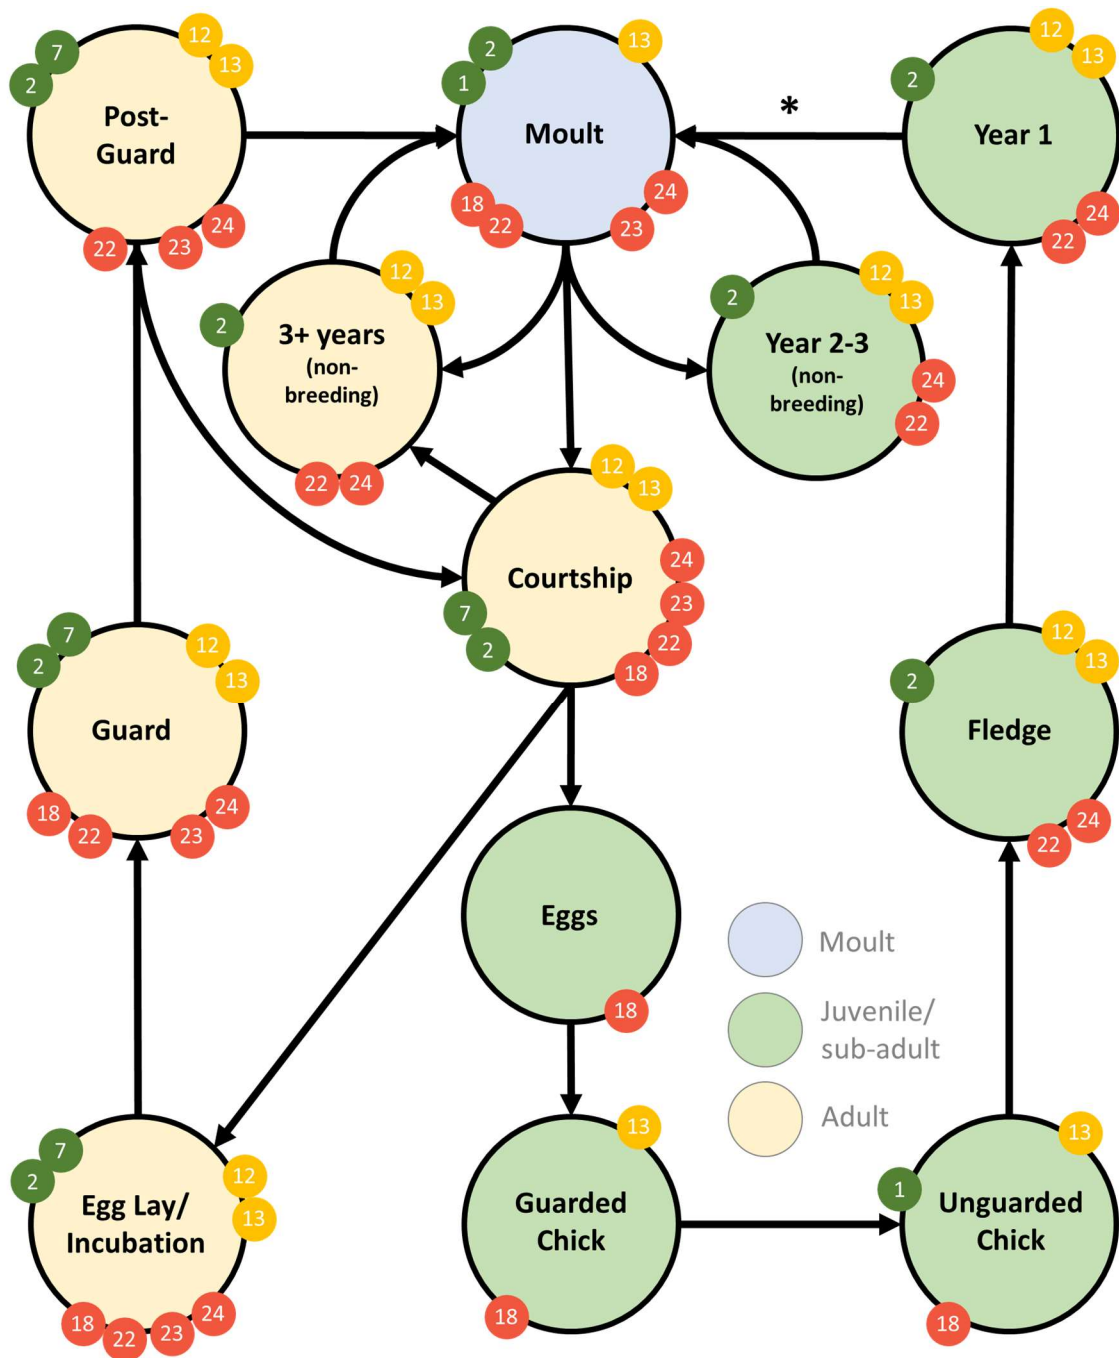 7
2
12
13
Post-
Guard
22
23
24
2
1
13
Moult
18
22
23
24
*
2
12
13
Year 1
24
22
2
12
13
3+ years
(non-
breeding)
22
24
2
12
13
Year 2-3
(non-
breeding)
24
22
12
13
Courtship
7
2
24
23
22
18
7
2
12
13
Guard
18
22
23
24
2
12
13
Fledge
24
22
Eggs
18
Moult
Juvenile/
sub-adult
Adult
7
2
12
13
Egg Lay/
Incubation
18
22
23
24
13
Guarded
Chick
18
1
13
Unguarded
Chick
18